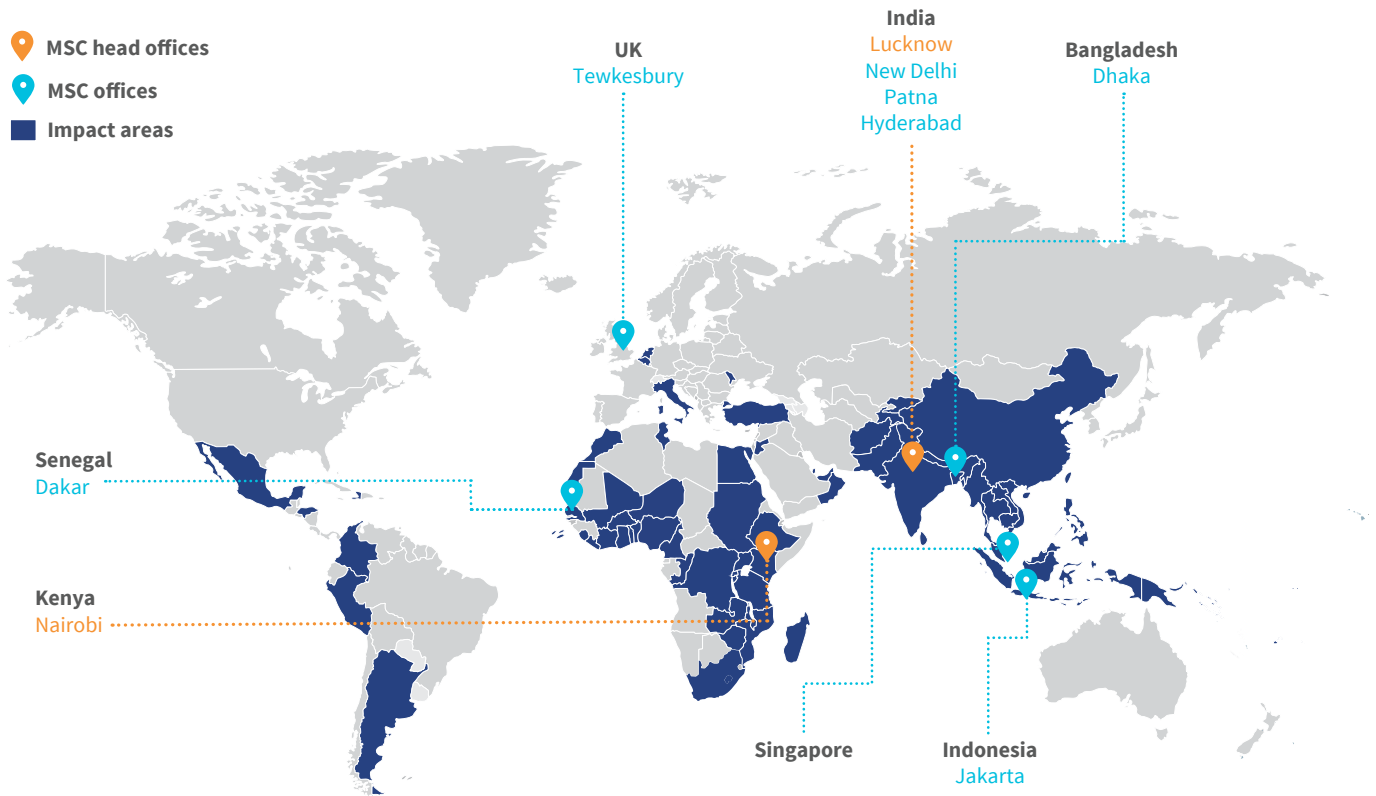 MSC head offices
MSC offices
Impact areas
UK
Tewkesbury
India
Lucknow
New Delhi
Patna
Hyderabad
Bangladesh
Dhaka
Senegal
Dakar
Kenya
Nairobi
Singapore
Indonesia
Jakarta